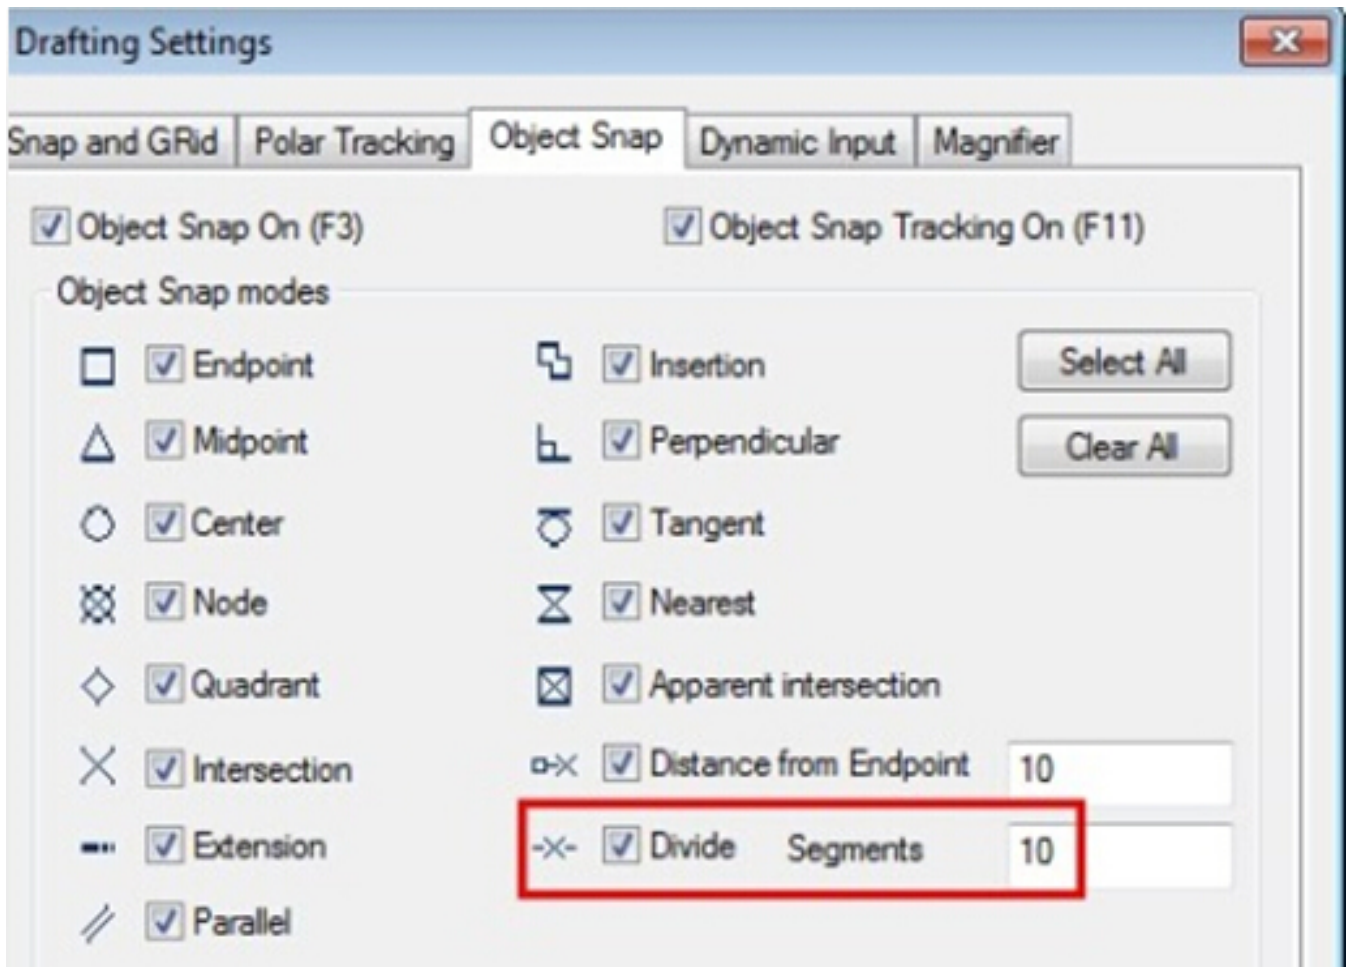 Drafting Settings
Snap and GRid Polar Tracking Object Snap Dynamic Input Magnifier
Object Snap On (F3) Object Snap Tracking On (F11)
Object Snap modes
Endpoint Insertion Select All
Midpoint Perpendicular Clear All
Center Tangent
Node Nearest
Quadrant Apparent intersection
Intersection Distance from Endpoint 10
Extension Divide Segments 10
Parallel